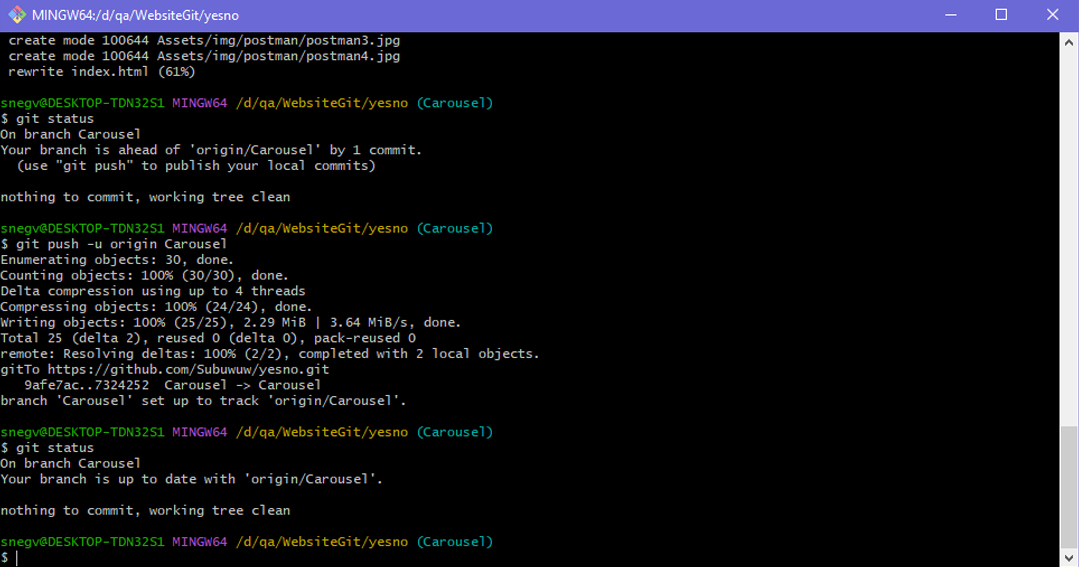 MINGW64:/d/qa/WebsiteGit/yesno
create mode 100644 Assets/img/postman/postman3.jpg
create mode 100644 Assets/img/postman/postman4.jpg
rewrite index.html (61%)
snegv@DESKTOP-TDN32S1 MINGW64 /d/qa/WebsiteGit/yesno (Carousel)
$ git status
On branch Carousel
Your branch is ahead of 'origin/Carousel' by 1 commit.
(use "git push" to publish your local commits)
nothing to commit, working tree clean
snegv@DESKTOP-TDN32S1 MINGW64 /d/qa/WebsiteGit/yesno (Carousel)
$ git push -u origin Carousel
Enumerating objects: 30, done.
Counting objects: 100% (30/30), done.
Delta compression using up to 4 threads
Compressing objects: 100% (24/24), done.
Writing objects: 100% (25/25), 2.29 MiB | 3.64 MiB/s, done.
Total 25 (delta 2), reused 0 (delta 0), pack-reused 0
remote: Resolving deltas: 100% (2/2), completed with 2 local objects.
gitTo https://github.com/Subuwuw/yesno.git
9afe7ac..7324252  Carousel -> Carousel
branch 'Carousel' set up to track 'origin/Carousel'.
snegv@DESKTOP-TDN32S1 MINGW64 /d/qa/WebsiteGit/yesno (Carousel)
$ git status
On branch Carousel
Your branch is up to date with 'origin/Carousel'.
nothing to commit, working tree clean
snegv@DESKTOP-TDN32S1 MINGW64 /d/qa/WebsiteGit/yesno (Carousel)
$